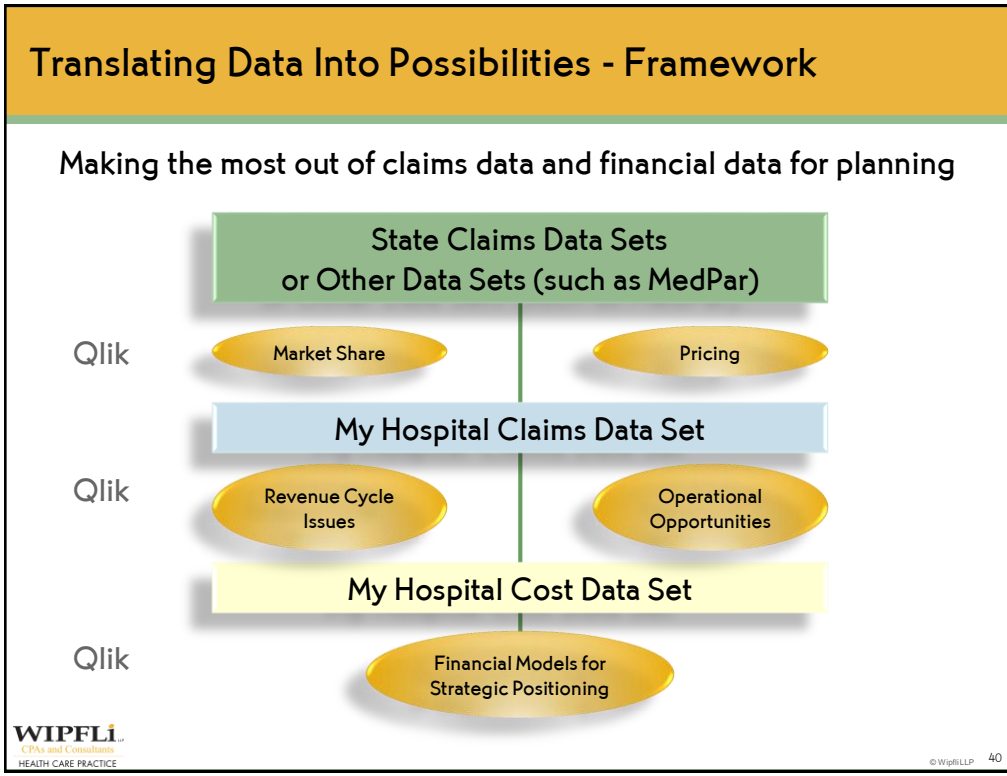 Translating Data Into Possibilities - Framework
Making the most out of claims data and financial data for planning
State Claims Data Sets
or Other Data Sets (such as MedPar)
Qlik
Market Share
Pricing
My Hospital Claims Data Set
Qlik
Revenue Cycle
Issues
Operational
Opportunities
My Hospital Cost Data Set
Qlik
Financial Models for
Strategic Positioning
WIPFLi LLP
CPAs and Consultants
HEALTH CARE PRACTICE
© Wipfli LLP
40